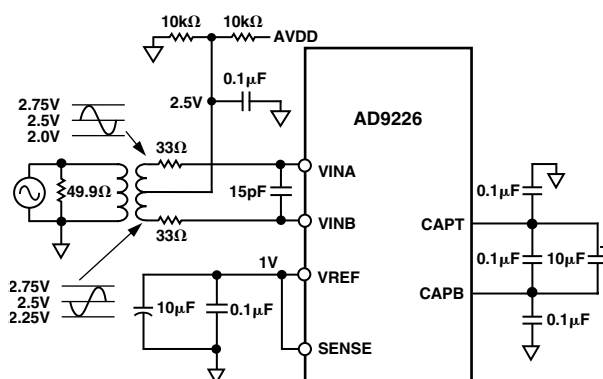 10kΩ 10kΩ
AVDD
0.1μF
2.5V
AD9226
2.75V
2.5V
2.0V
33Ω
VINA
49.9Ω
15pF
VINB
33Ω
0.1μF
CAPT
0.1μF
10μF
CAPB
0.1μF
2.75V
2.5V
2.25V
1V
VREF
10μF
0.1μF
SENSE